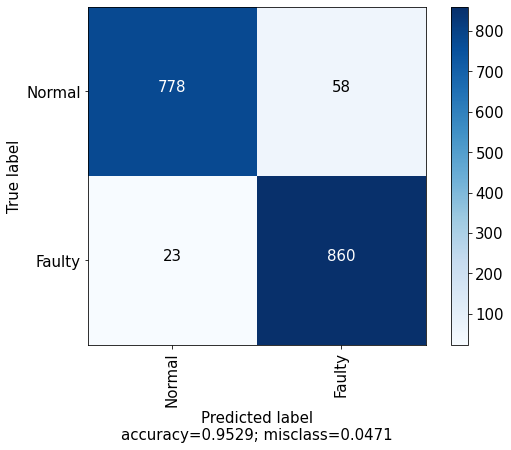 Normal
Faulty
True label
778
58
23
860
Normal
Faulty
Predicted label
accuracy=0.9529; misclass=0.0471
800
700
600
500
400
300
200
100